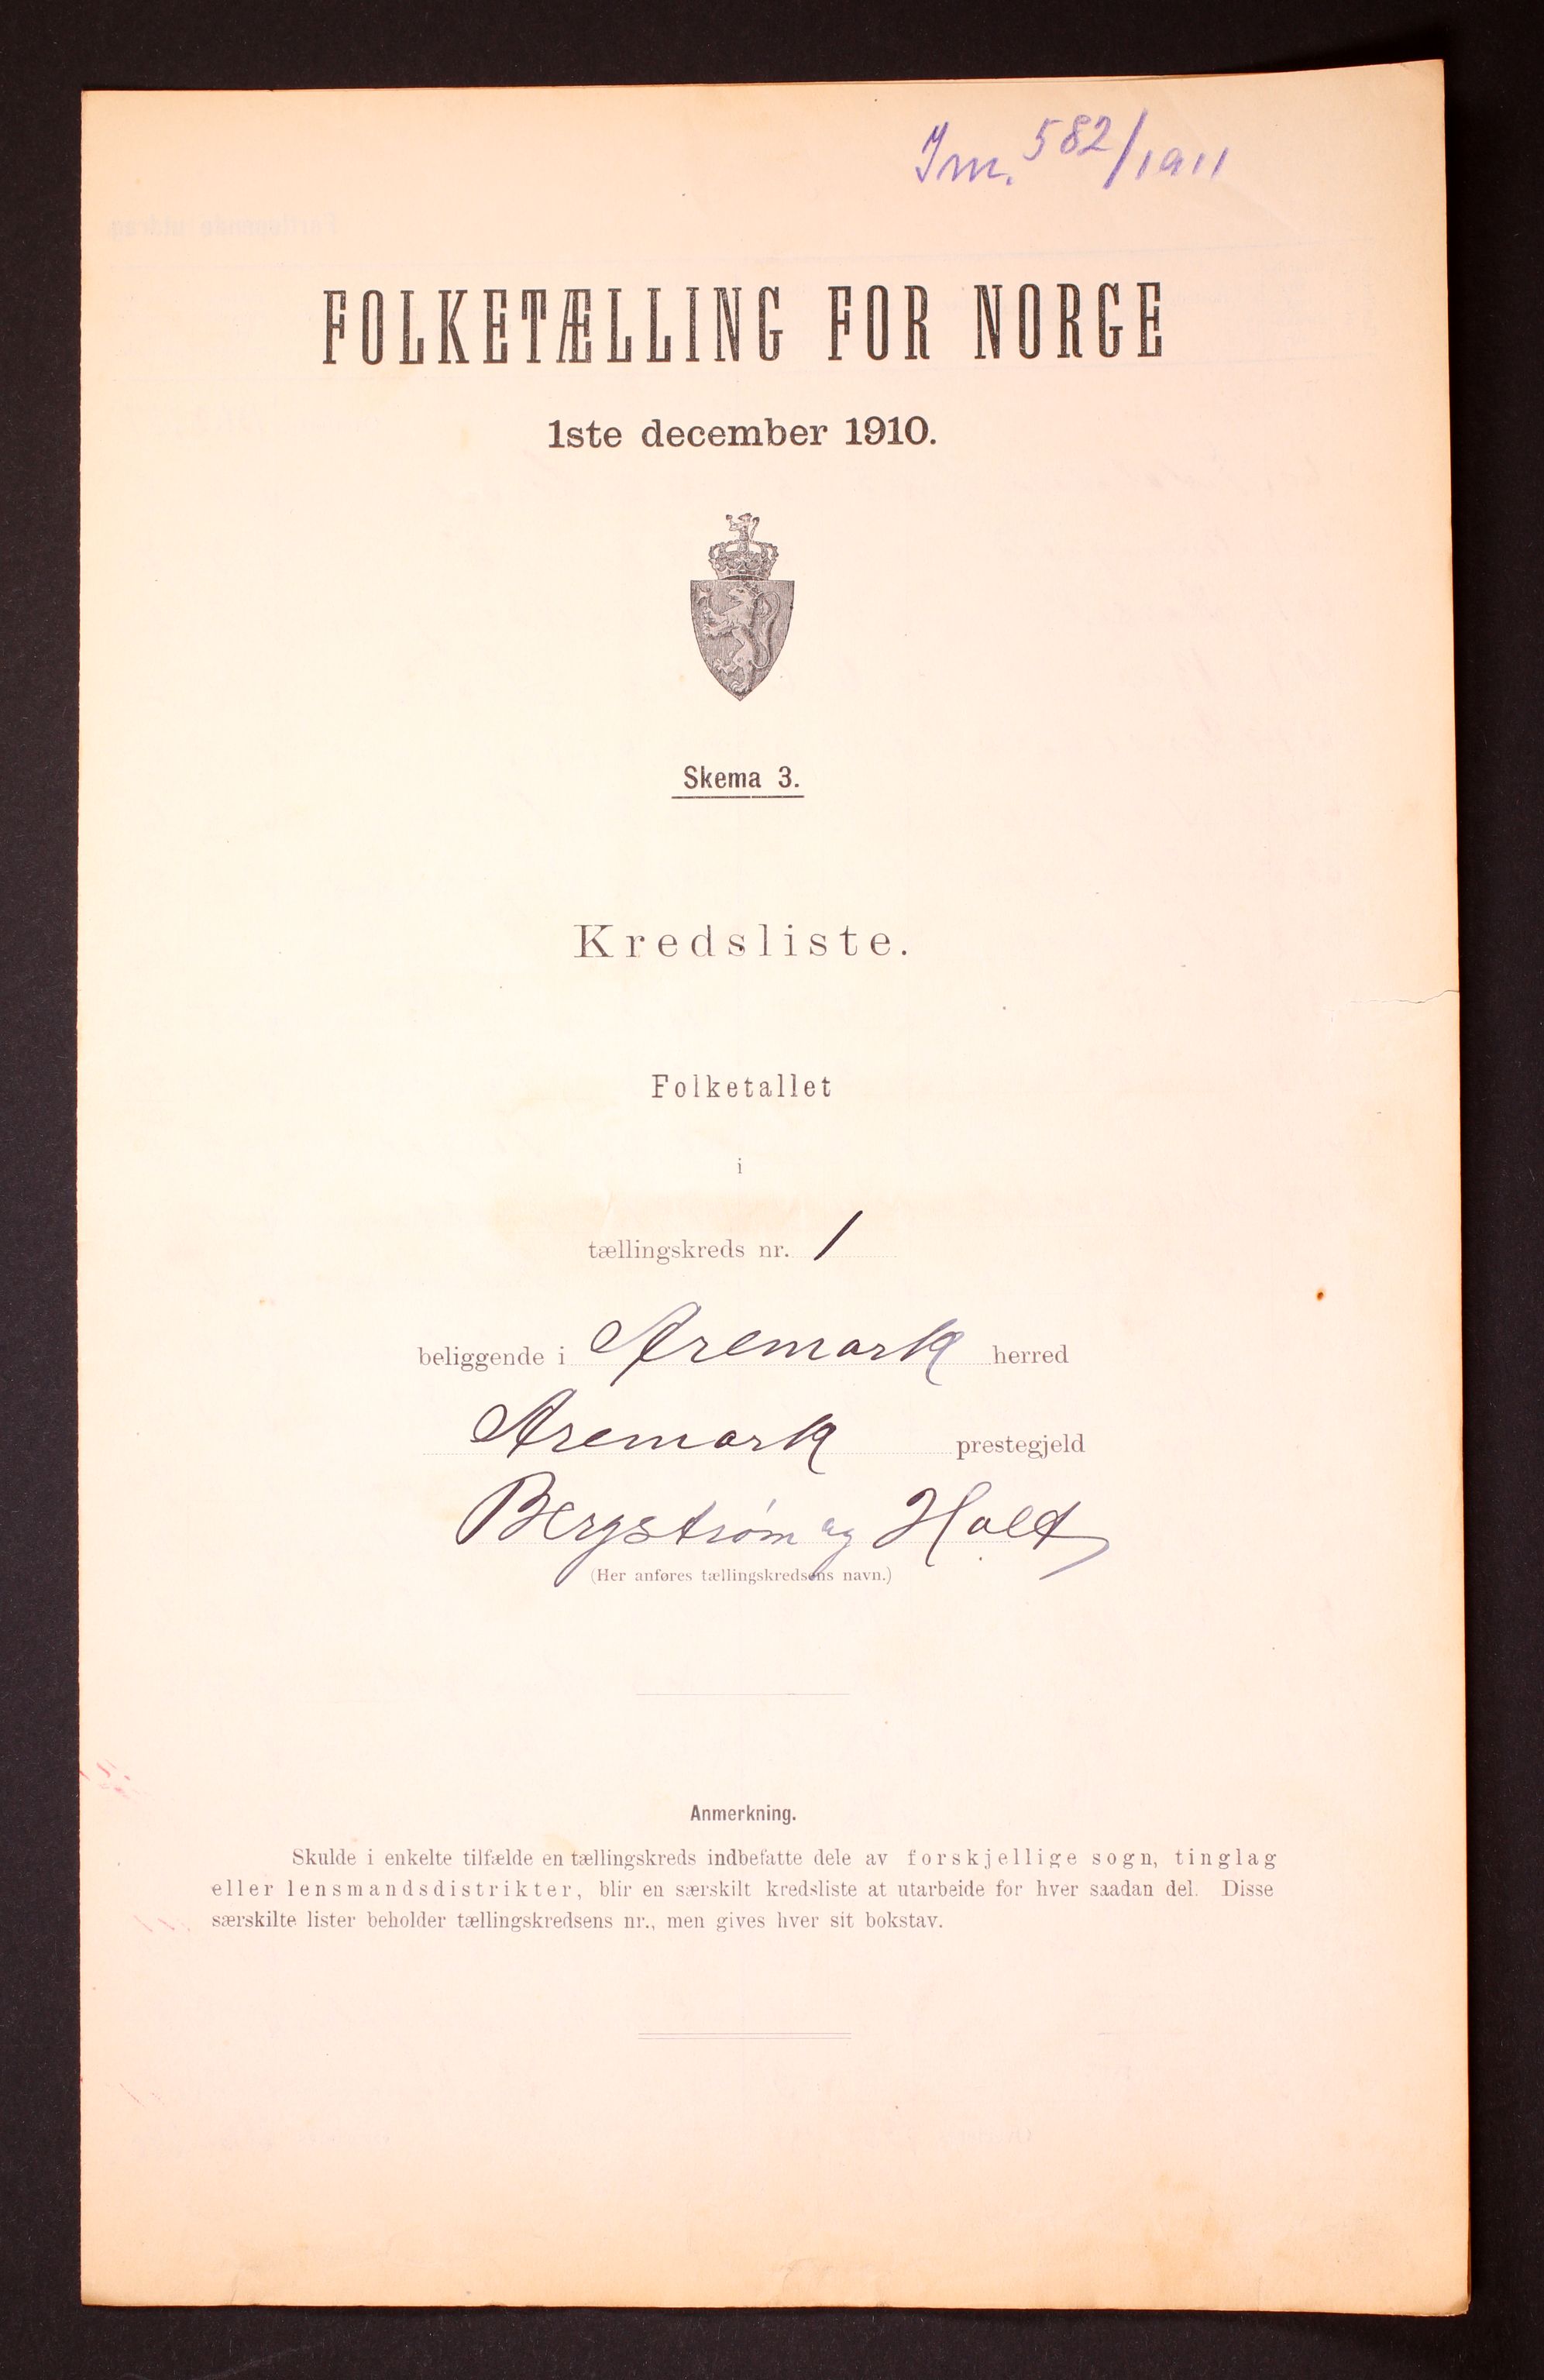 Jm. 582/1911
FOLKETÆLLING FOR NORGE
1ste december 1910.
Skema 3.
Kredsliste.
Folketallet
i
tællingskreds nr. 1
beliggende i Aremark herred
Aremark prestegjeld
Bergstrøm og Holt
(Her anføres tællingskredsens navn.)
Anmerkning.
Skulde i enkelte tilfælde en tællingskreds indbefatte dele av forskjellige sogn, tinglag
eller lensmandsdistrikter, blir en særskilt kredsliste at utarbeide for hver saadan del. Disse
særskilte lister beholder tællingskredsens nr., men gives hver sit bokstav.